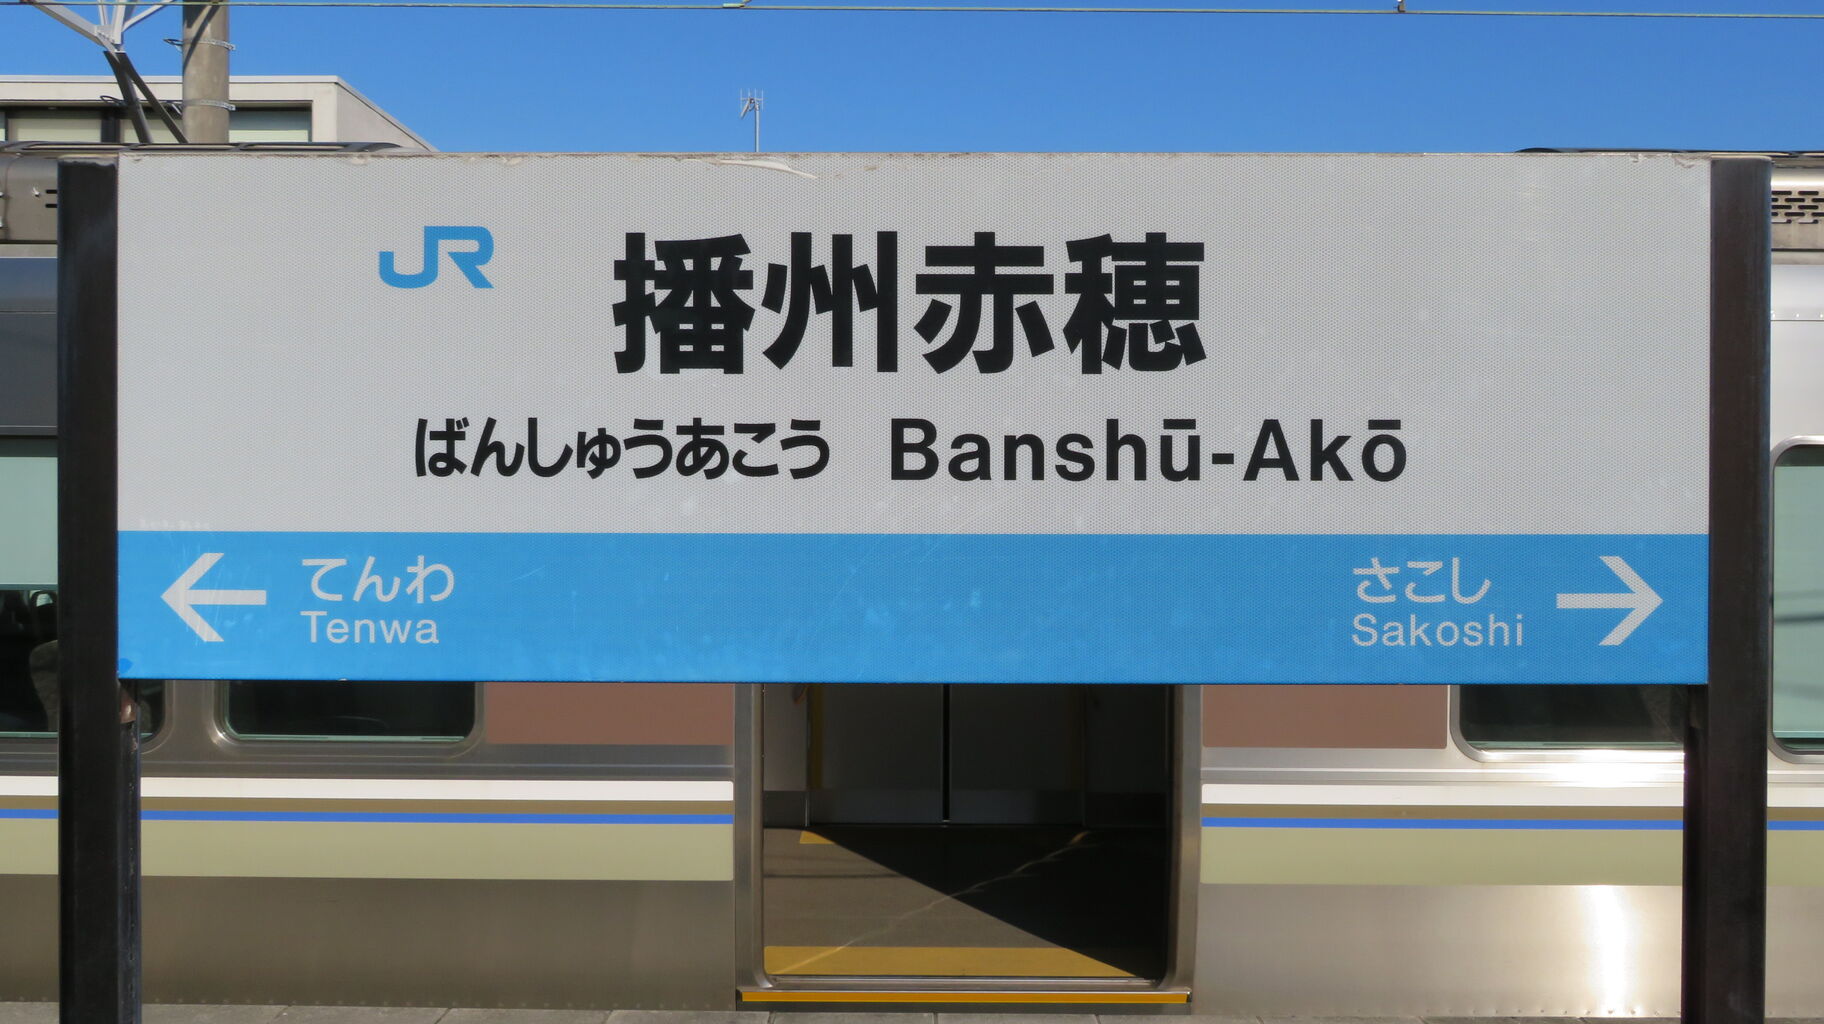 JR 播州赤穂
ばんしゅうあこう Banshū-Akō
← てんわ
Tenwa
さこし →
Sakoshi